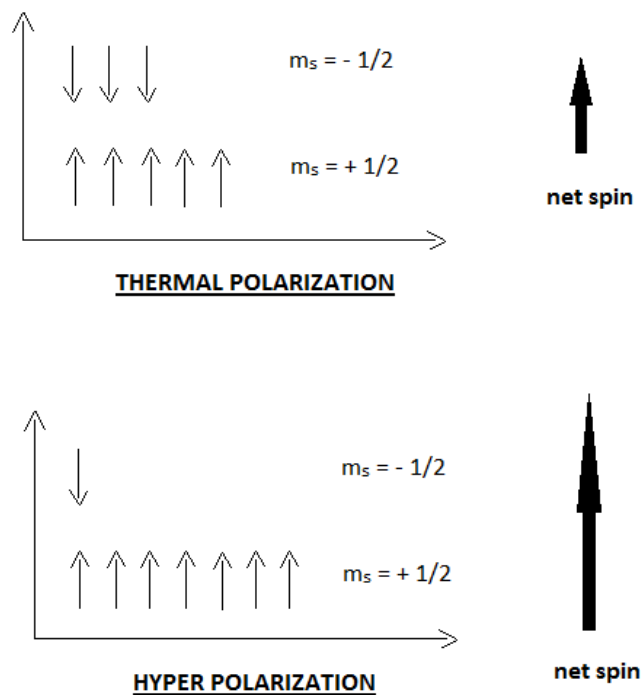 mₛ = - 1/2
mₛ = + 1/2
net spin
THERMAL POLARIZATION
mₛ = - 1/2
mₛ = + 1/2
net spin
HYPER POLARIZATION